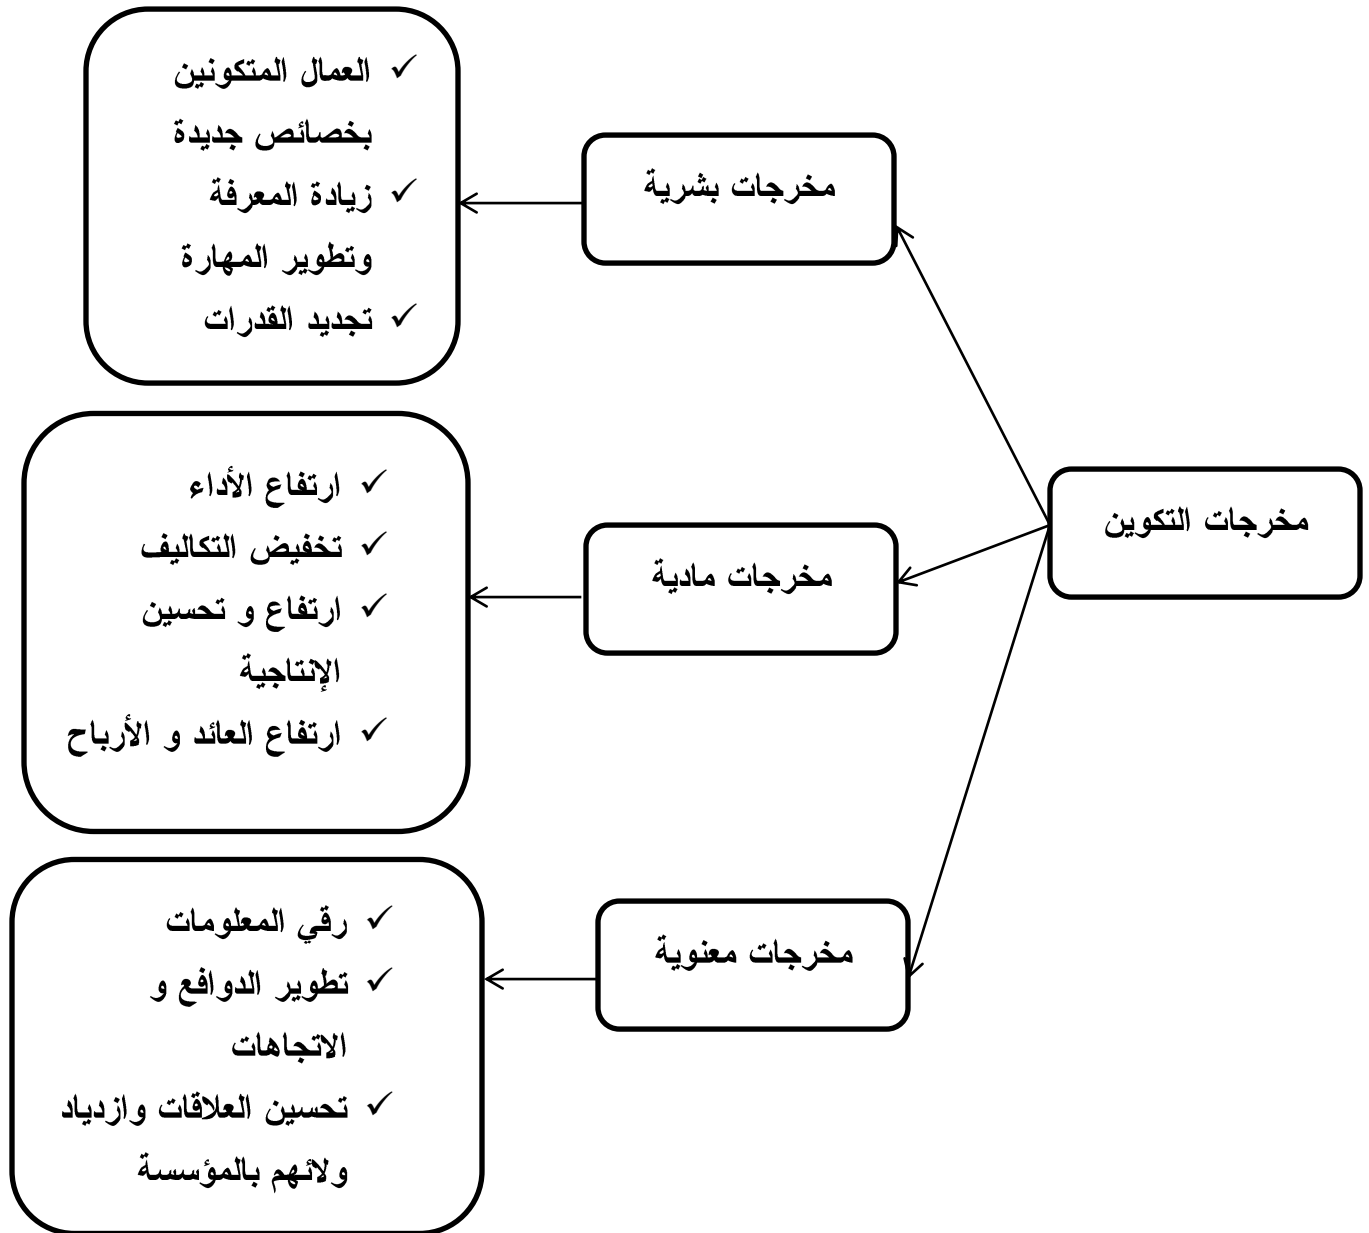 مخرجات التكوين
مخرجات بشرية
✓ العمال المتكونين
بخصائص جديدة
✓ زيادة المعرفة
وتطوير المهارة
✓ تجديد القدرات
مخرجات مادية
✓ ارتفاع الأداء
✓ تخفيض التكاليف
✓ ارتفاع و تحسين
الإنتاجية
✓ ارتفاع العائد و الأرباح
مخرجات معنوية
✓ رقي المعلومات
✓ تطوير الدوافع و
الاتجاهات
✓ تحسين العلاقات وازدياد
ولائهم بالمؤسسة